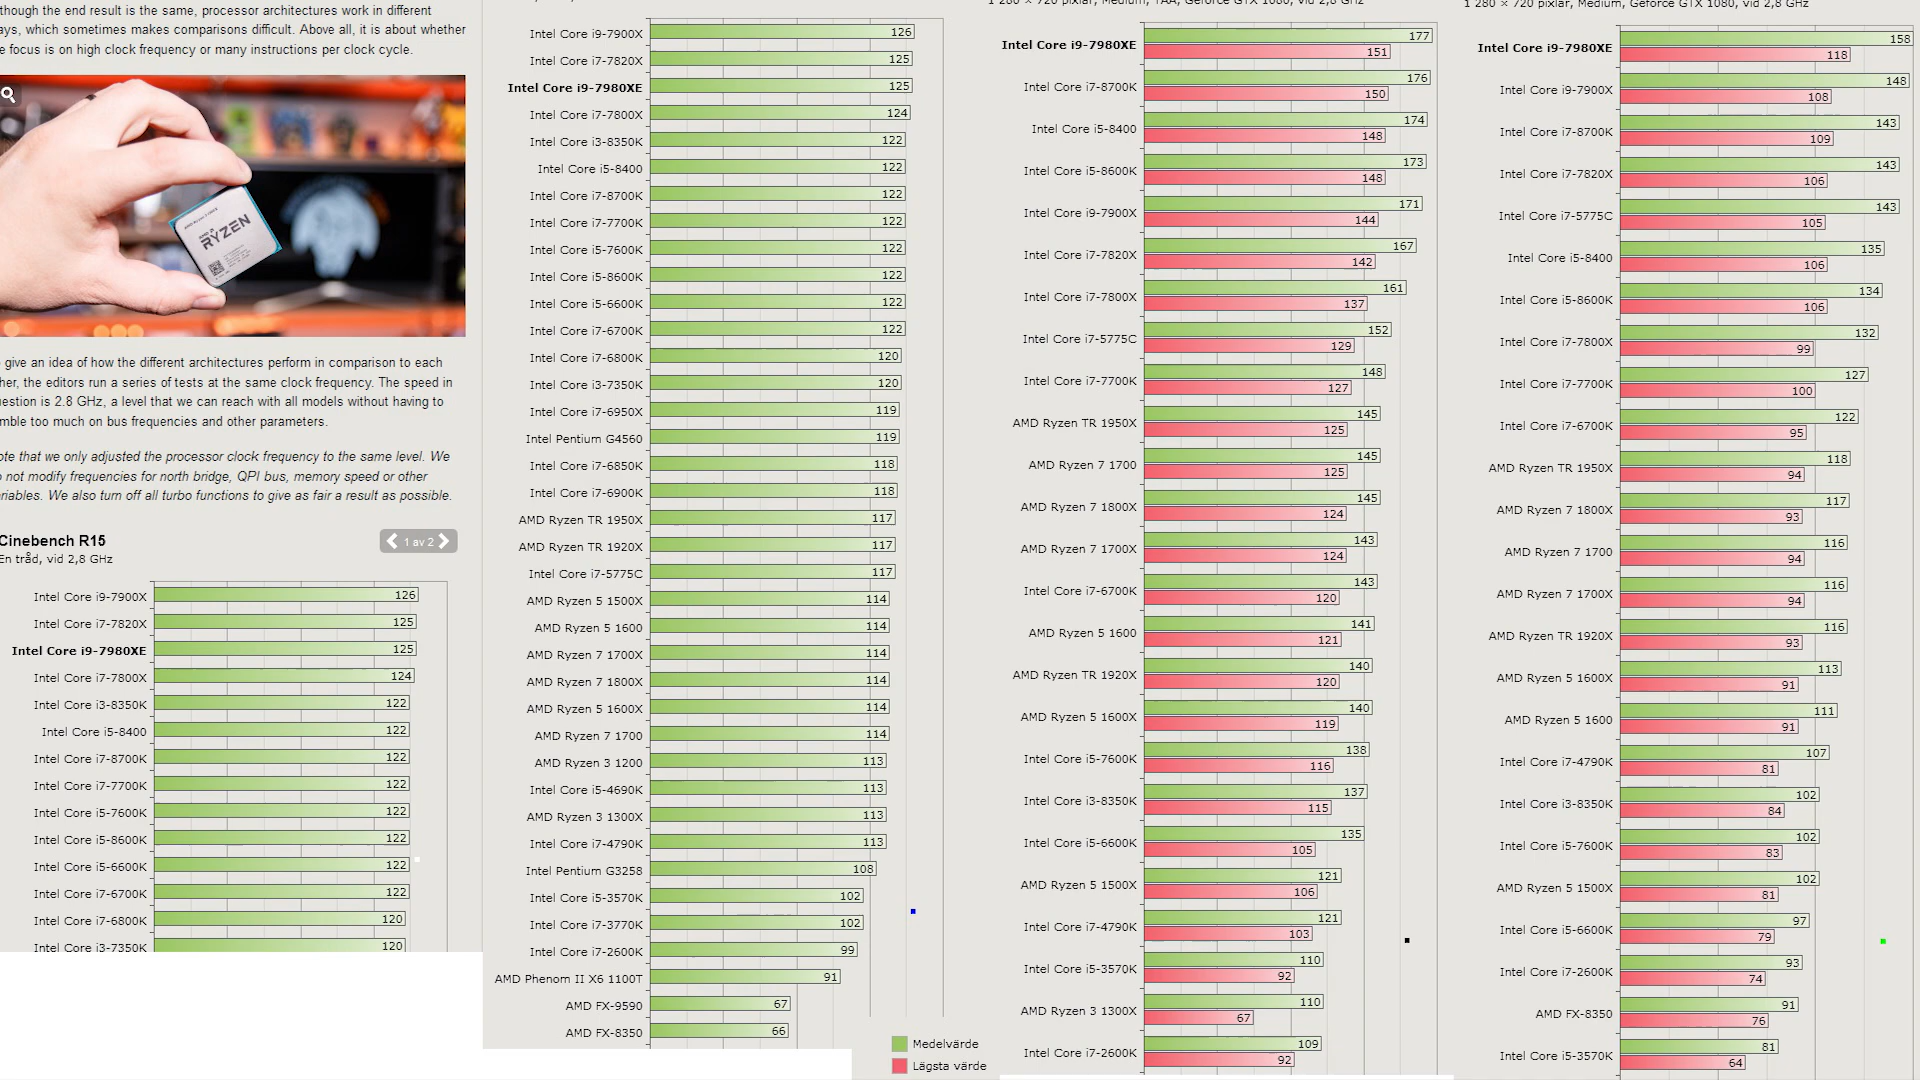 though the end result is the same, processor architectures work in different
ays, which sometimes makes comparisons difficult. Above all, it is about whether
e focus is on high clock frequency or many instructions per clock cycle.
AMD
RYZEN
give an idea of how the different architectures perform in comparison to each
her, the editors run a series of tests at the same clock frequency. The speed in
estion is 2.8 GHz, a level that we can reach with all models without having to
mble too much on bus frequencies and other parameters.
ote that we only adjusted the processor clock frequency to the same level. We
o not modify frequencies for north bridge, QPI bus, memory speed or other
riables. We also turn off all turbo functions to give as fair a result as possible.
Cinebench R15
1 av 2
En tråd, vid 2,8 GHz
Intel Core i9-7900X 126
Intel Core i7-7820X 125
Intel Core i9-7980XE 125
Intel Core i7-7800X 124
Intel Core i3-8350K 122
Intel Core i5-8400 122
Intel Core i7-8700K 122
Intel Core i7-7700K 122
Intel Core i5-7600K 122
Intel Core i5-8600K 122
Intel Core i5-6600K 122
Intel Core i7-6700K 122
Intel Core i7-6800K 120
Intel Core i3-7350K 120
Intel Core i9-7900X 126
Intel Core i7-7820X 125
Intel Core i9-7980XE 125
Intel Core i7-7800X 124
Intel Core i3-8350K 122
Intel Core i5-8400 122
Intel Core i7-8700K 122
Intel Core i7-7700K 122
Intel Core i5-7600K 122
Intel Core i5-8600K 122
Intel Core i5-6600K 122
Intel Core i7-6700K 122
Intel Core i7-6800K 120
Intel Core i3-7350K 120
Intel Core i7-6950X 119
Intel Pentium G4560 119
Intel Core i7-6850K 118
Intel Core i7-6900K 118
AMD Ryzen TR 1950X 117
AMD Ryzen TR 1920X 117
Intel Core i7-5775C 117
AMD Ryzen 5 1500X 114
AMD Ryzen 5 1600 114
AMD Ryzen 7 1700X 114
AMD Ryzen 7 1800X 114
AMD Ryzen 5 1600X 114
AMD Ryzen 7 1700 114
AMD Ryzen 3 1200 113
Intel Core i5-4690K 113
AMD Ryzen 3 1300X 113
Intel Core i7-4790K 113
Intel Pentium G3258 108
Intel Core i5-3570K 102
Intel Core i7-3770K 102
Intel Core i7-2600K 99
AMD Phenom II X6 1100T 91
AMD FX-9590 67
AMD FX-8350 66
Medelvärde
Lägsta värde
1 280 × 720 pixlar, Medium, TAA, Geforce GTX 1080, vid 2,8 GHz
Intel Core i9-7980XE 177 151
Intel Core i7-8700K 176 150
Intel Core i5-8400 174 148
Intel Core i5-8600K 173 148
Intel Core i9-7900X 171 144
Intel Core i7-7820X 167 142
Intel Core i7-7800X 161 137
Intel Core i7-5775C 152 129
Intel Core i7-7700K 148 127
AMD Ryzen TR 1950X 145 125
AMD Ryzen 7 1700 145 125
AMD Ryzen 7 1800X 145 124
AMD Ryzen 7 1700X 143 124
Intel Core i7-6700K 143 120
AMD Ryzen 5 1600 141 121
AMD Ryzen TR 1920X 140 120
AMD Ryzen 5 1600X 140 119
Intel Core i5-7600K 138 116
Intel Core i3-8350K 137 115
Intel Core i5-6600K 135 105
AMD Ryzen 5 1500X 121 106
Intel Core i7-4790K 121 103
Intel Core i5-3570K 110 92
AMD Ryzen 3 1300X 110 67
Intel Core i7-2600K 109 92
1 280 × 720 pixlar, Medium, Geforce GTX 1080, vid 2,8 GHz
Intel Core i9-7980XE 158 118
Intel Core i9-7900X 148 108
Intel Core i7-8700K 143 109
Intel Core i7-7820X 143 106
Intel Core i7-5775C 143 105
Intel Core i5-8400 135 106
Intel Core i5-8600K 134 106
Intel Core i7-7800X 132 99
Intel Core i7-7700K 127 100
Intel Core i7-6700K 122 95
AMD Ryzen TR 1950X 118 94
AMD Ryzen 7 1800X 117 93
AMD Ryzen 7 1700 116 94
AMD Ryzen 7 1700X 116 94
AMD Ryzen TR 1920X 116 93
AMD Ryzen 5 1600X 113 91
AMD Ryzen 5 1600 111 91
Intel Core i7-4790K 107 81
Intel Core i3-8350K 102 84
Intel Core i5-7600K 102 83
AMD Ryzen 5 1500X 102 81
Intel Core i5-6600K 97 79
Intel Core i7-2600K 93 74
AMD FX-8350 91 76
Intel Core i5-3570K 81 64